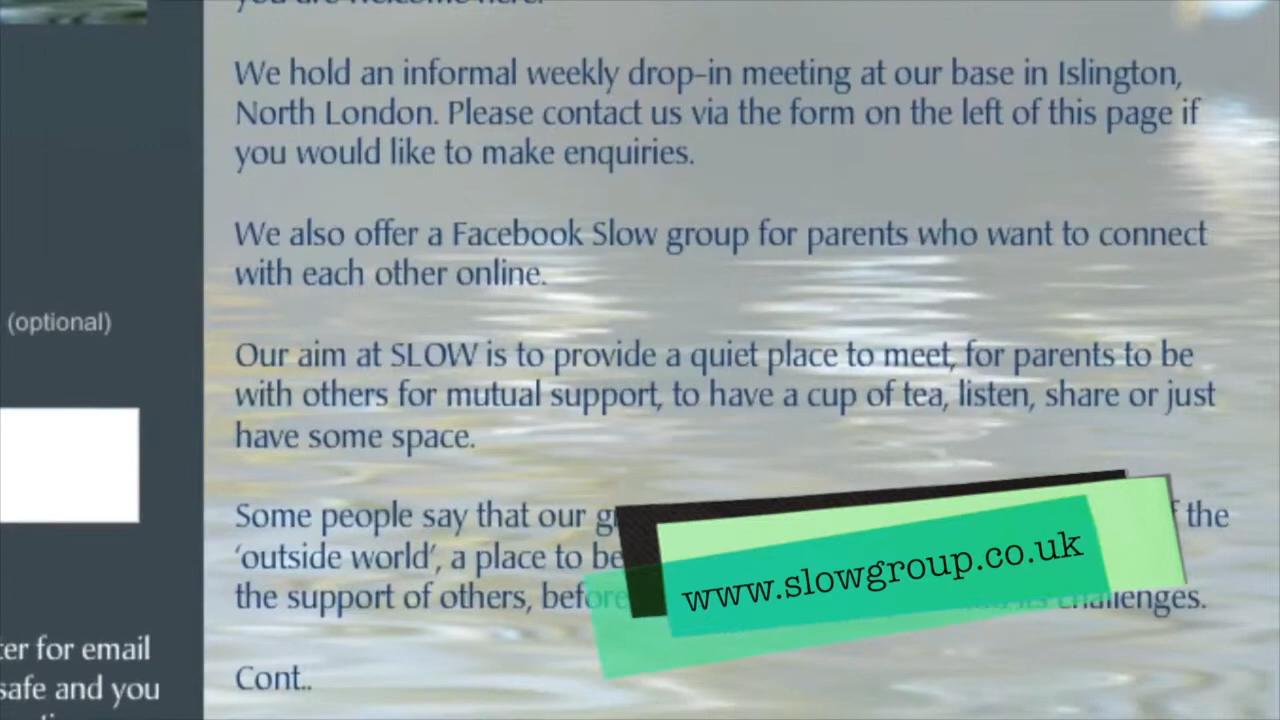 you are welcome here.
We hold an informal weekly drop-in meeting at our base in Islington,
North London. Please contact us via the form on the left of this page if
you would like to make enquiries.
We also offer a Facebook Slow group for parents who want to connect
with each other online.
(optional)
Our aim at SLOW is to provide a quiet place to meet, for parents to be
with others for mutual support, to have a cup of tea, listen, share or just
have some space.
Some people say that our the
‘outside world’, a place to be
the support of others, before its challenges.
www.slowgroup.co.uk
for email
safe and you
Cont..